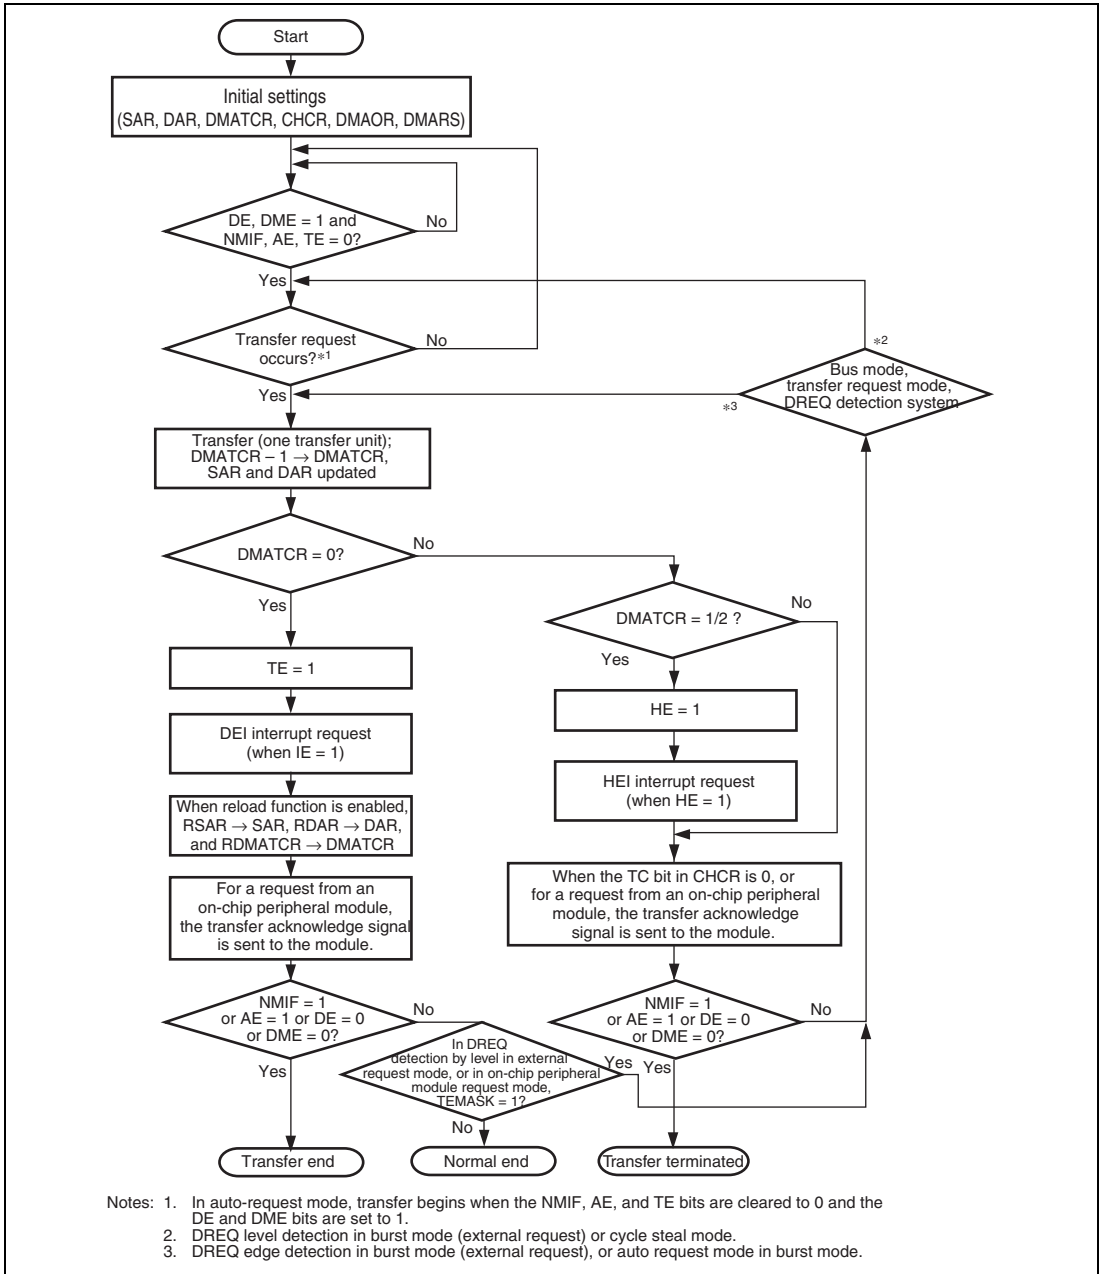 Start
Initial settings
(SAR, DAR, DMATCR, CHCR, DMAOR, DMARS)
DE, DME = 1 and
NMIF, AE, TE = 0?
No
Yes
Transfer request
occurs?*1
No
Yes
*2
Bus mode,
transfer request mode,
DREQ detection system
*3
Transfer (one transfer unit);
DMATCR – 1 → DMATCR,
SAR and DAR updated
DMATCR = 0?
No
Yes
DMATCR = 1/2 ?
No
Yes
TE = 1
HE = 1
DEI interrupt request
(when IE = 1)
HEI interrupt request
(when HE = 1)
When reload function is enabled,
RSAR → SAR, RDAR → DAR,
and RDMATCR → DMATCR
For a request from an
on-chip peripheral module,
the transfer acknowledge signal
is sent to the module.
When the TC bit in CHCR is 0, or
for a request from an on-chip peripheral
module, the transfer acknowledge
signal is sent to the module.
NMIF = 1
or AE = 1 or DE = 0
or DME = 0?
No
Yes
In DREQ
detection by level in external
request mode, or in on-chip peripheral
module request mode,
TEMASK = 1?
Yes
No
NMIF = 1
or AE = 1 or DE = 0
or DME = 0?
No
Yes
Transfer end
Normal end
Transfer terminated
Notes: 1. In auto-request mode, transfer begins when the NMIF, AE, and TE bits are cleared to 0 and the
DE and DME bits are set to 1.
2. DREQ level detection in burst mode (external request) or cycle steal mode.
3. DREQ edge detection in burst mode (external request), or auto request mode in burst mode.